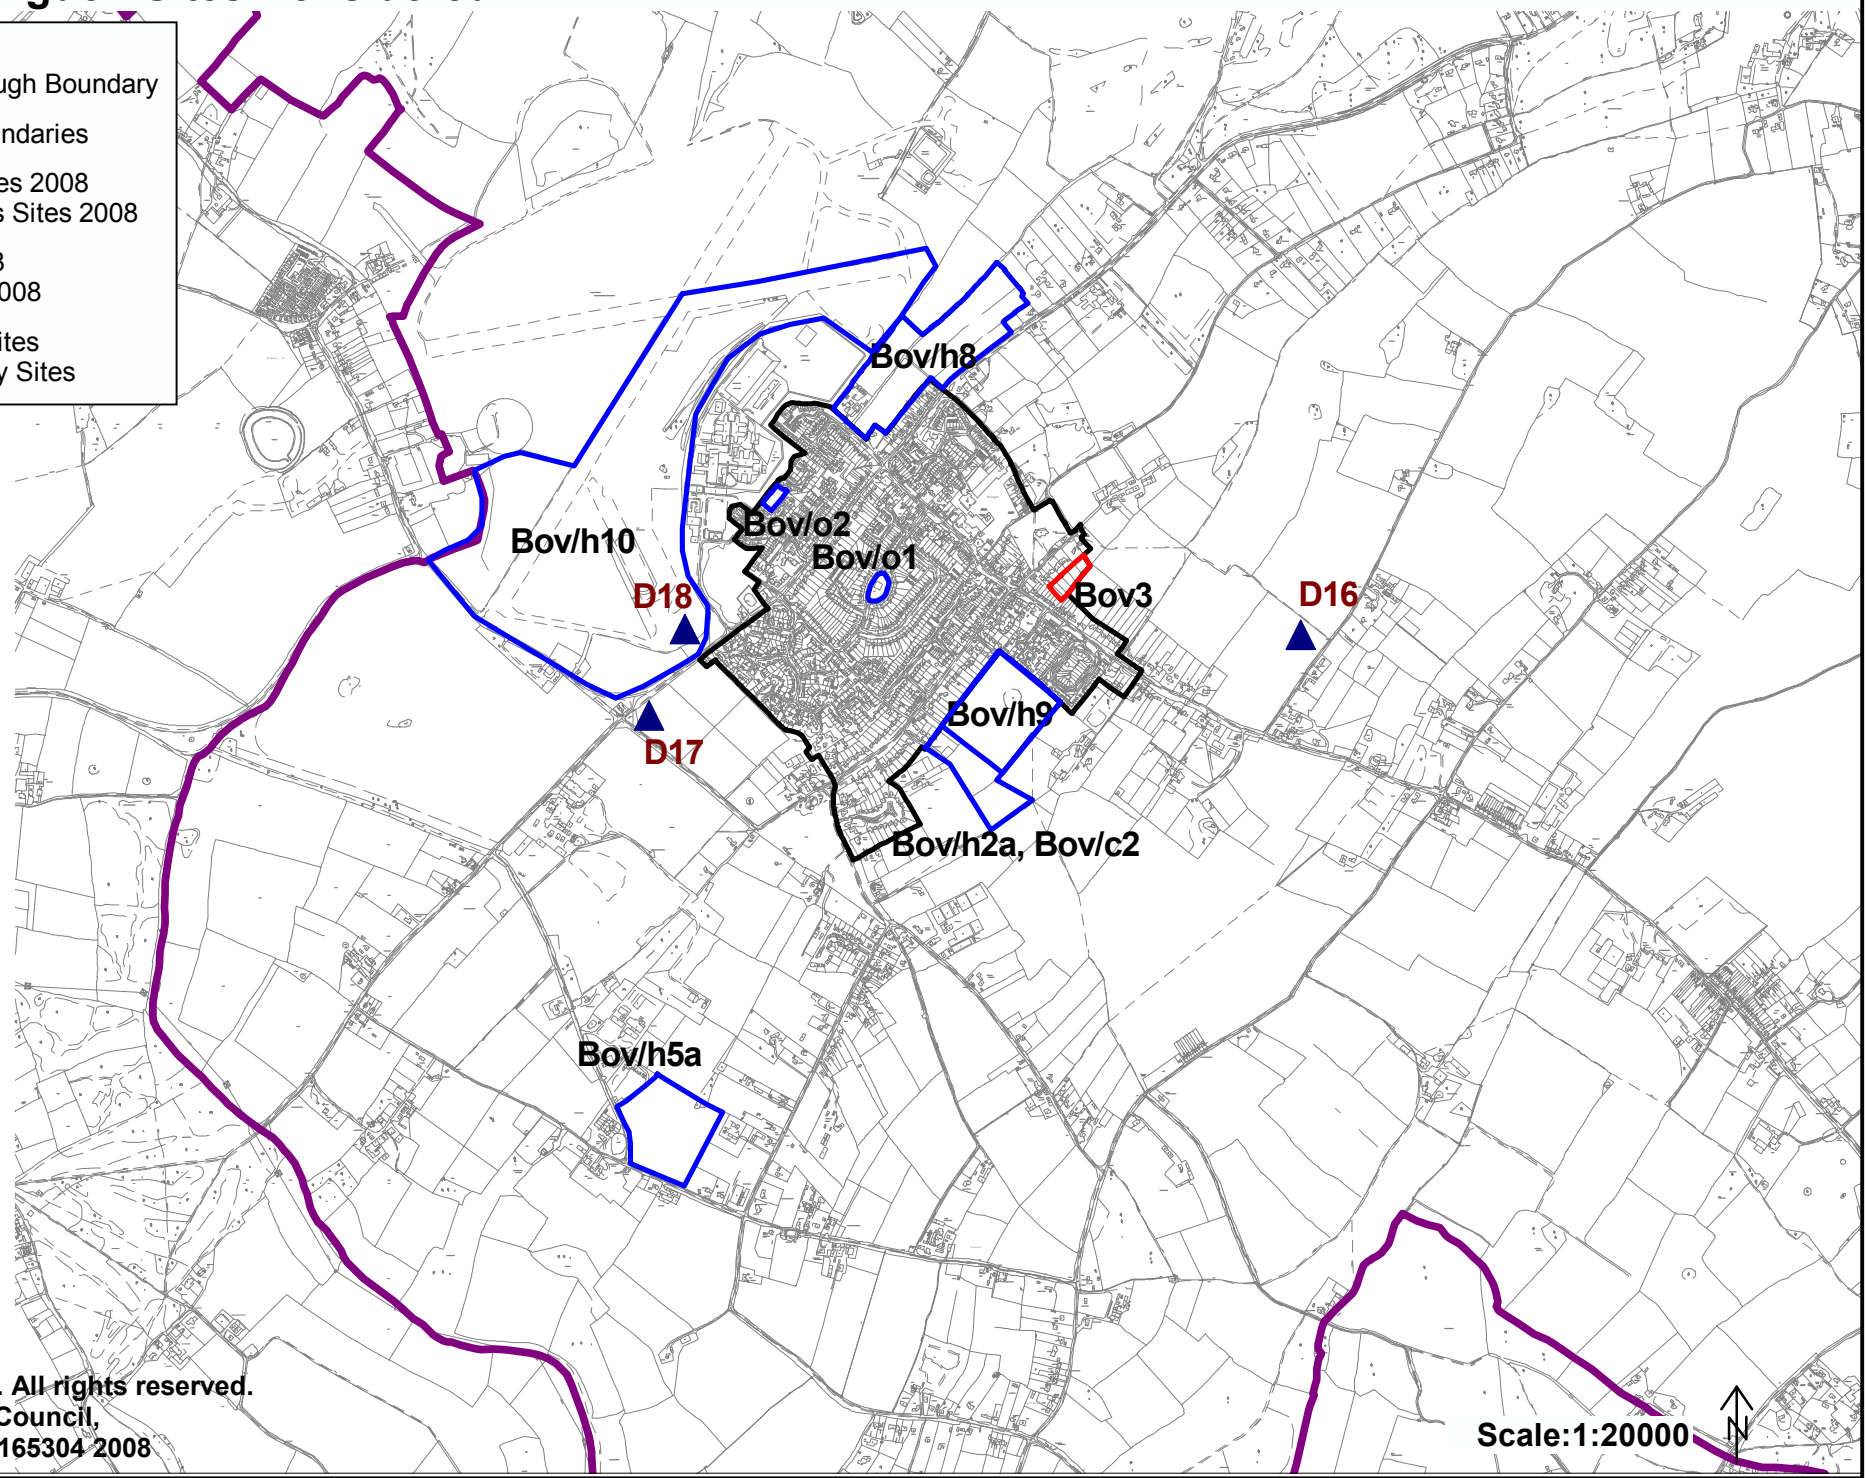 ugh Boundary
ndaries
es 2008
s Sites 2008
3
008
ites
y Sites
Bov/h8
Bov/o2
Bov/h10
Bov/o1
D18
Bov3
D16
Bov/h9
D17
Bov/h2a, Bov/c2
Bov/h5a
. All rights reserved.
Council,
165304 2008
Scale:1:20000
N